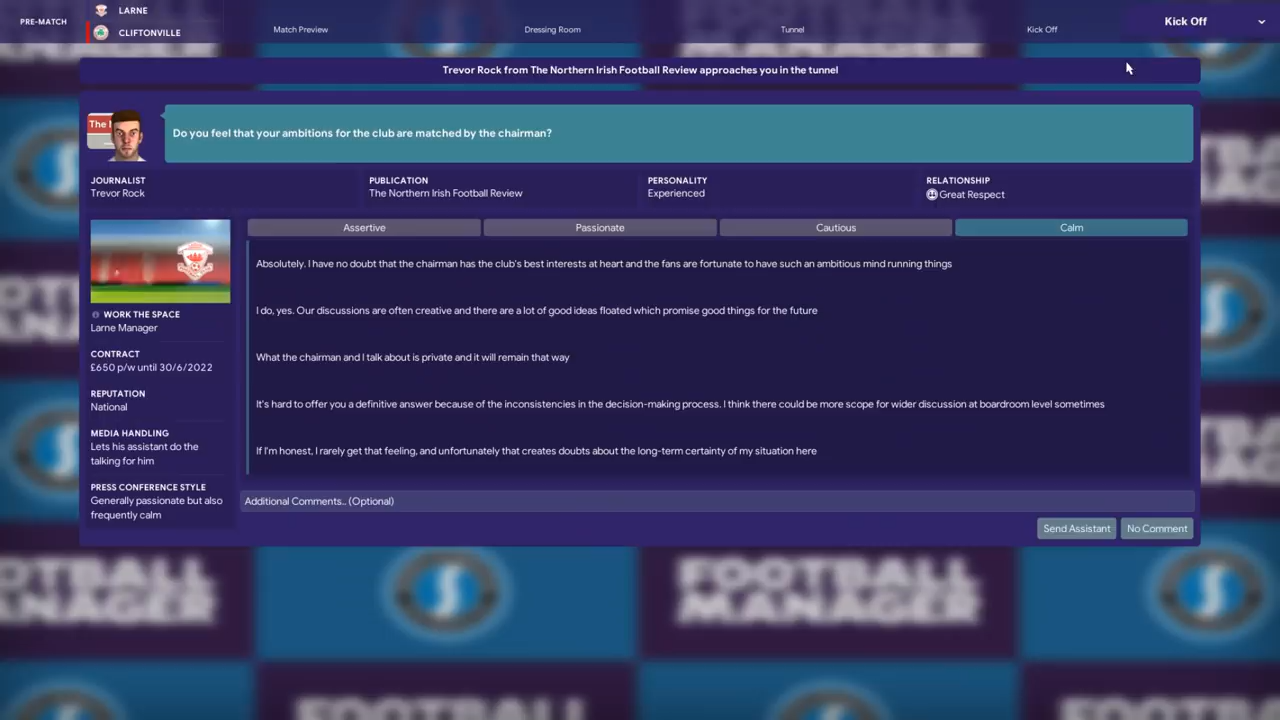 PRE-MATCH
LARNE
CLIFTONVILLE
Match Preview
Dressing Room
Tunnel
Kick Off
Kick Off
Trevor Rock from The Northern Irish Football Review approaches you in the tunnel
The
Do you feel that your ambitions for the club are matched by the chairman?
JOURNALIST
Trevor Rock
PUBLICATION
The Northern Irish Football Review
PERSONALITY
Experienced
RELATIONSHIP
Great Respect
Assertive
Passionate
Cautious
Calm
Absolutely. I have no doubt that the chairman has the club's best interests at heart and the fans are fortunate to have such an ambitious mind running things
I do, yes. Our discussions are often creative and there are a lot of good ideas floated which promise good things for the future
What the chairman and I talk about is private and it will remain that way
It's hard to offer you a definitive answer because of the inconsistencies in the decision-making process. I think there could be more scope for wider discussion at boardroom level sometimes
If I'm honest, I rarely get that feeling, and unfortunately that creates doubts about the long-term certainty of my situation here
WORK THE SPACE
Larne Manager
CONTRACT
£650 p/w until 30/6/2022
REPUTATION
National
MEDIA HANDLING
Lets his assistant do the
talking for him
PRESS CONFERENCE STYLE
Generally passionate but also
frequently calm
Additional Comments.. (Optional)
Send Assistant
No Comment
FOOTBALL
MANAGER
FOOTBALL
MANAGER